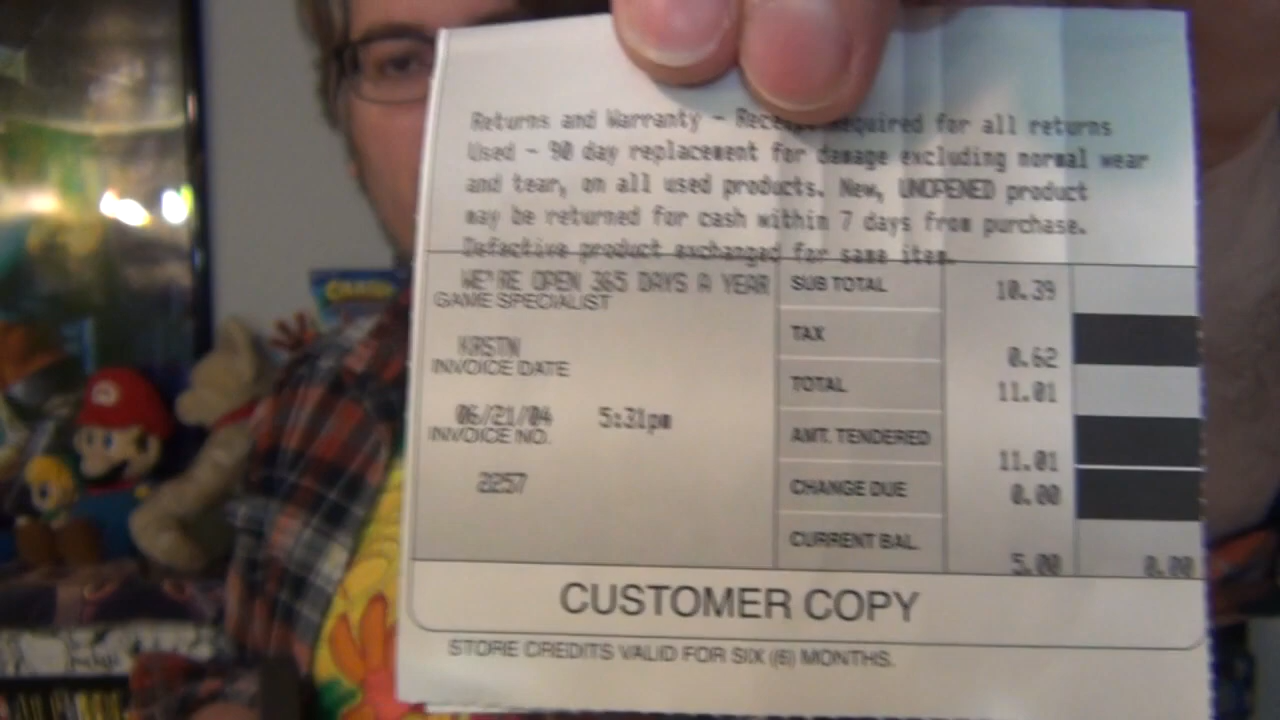 Returns and Warranty - Receipt Required for all returns
Used - 90 day replacement for damage excluding normal wear
and tear, on all used products. New, UNOPENED product
may be returned for cash within 7 days from purchase.
Defective product exchanged for same item.
WE'RE OPEN 365 DAYS A YEAR
GAME SPECIALIST
KRSTN
INVOICE DATE
06/21/04 5:31pm
INVOICE NO.
2257
SUB TOTAL 10.39
TAX 0.62
TOTAL 11.01
AMT. TENDERED 11.01
CHANGE DUE 0.00
CURRENT BAL. 5.00 0.00
CUSTOMER COPY
STORE CREDITS VALID FOR SIX (6) MONTHS.